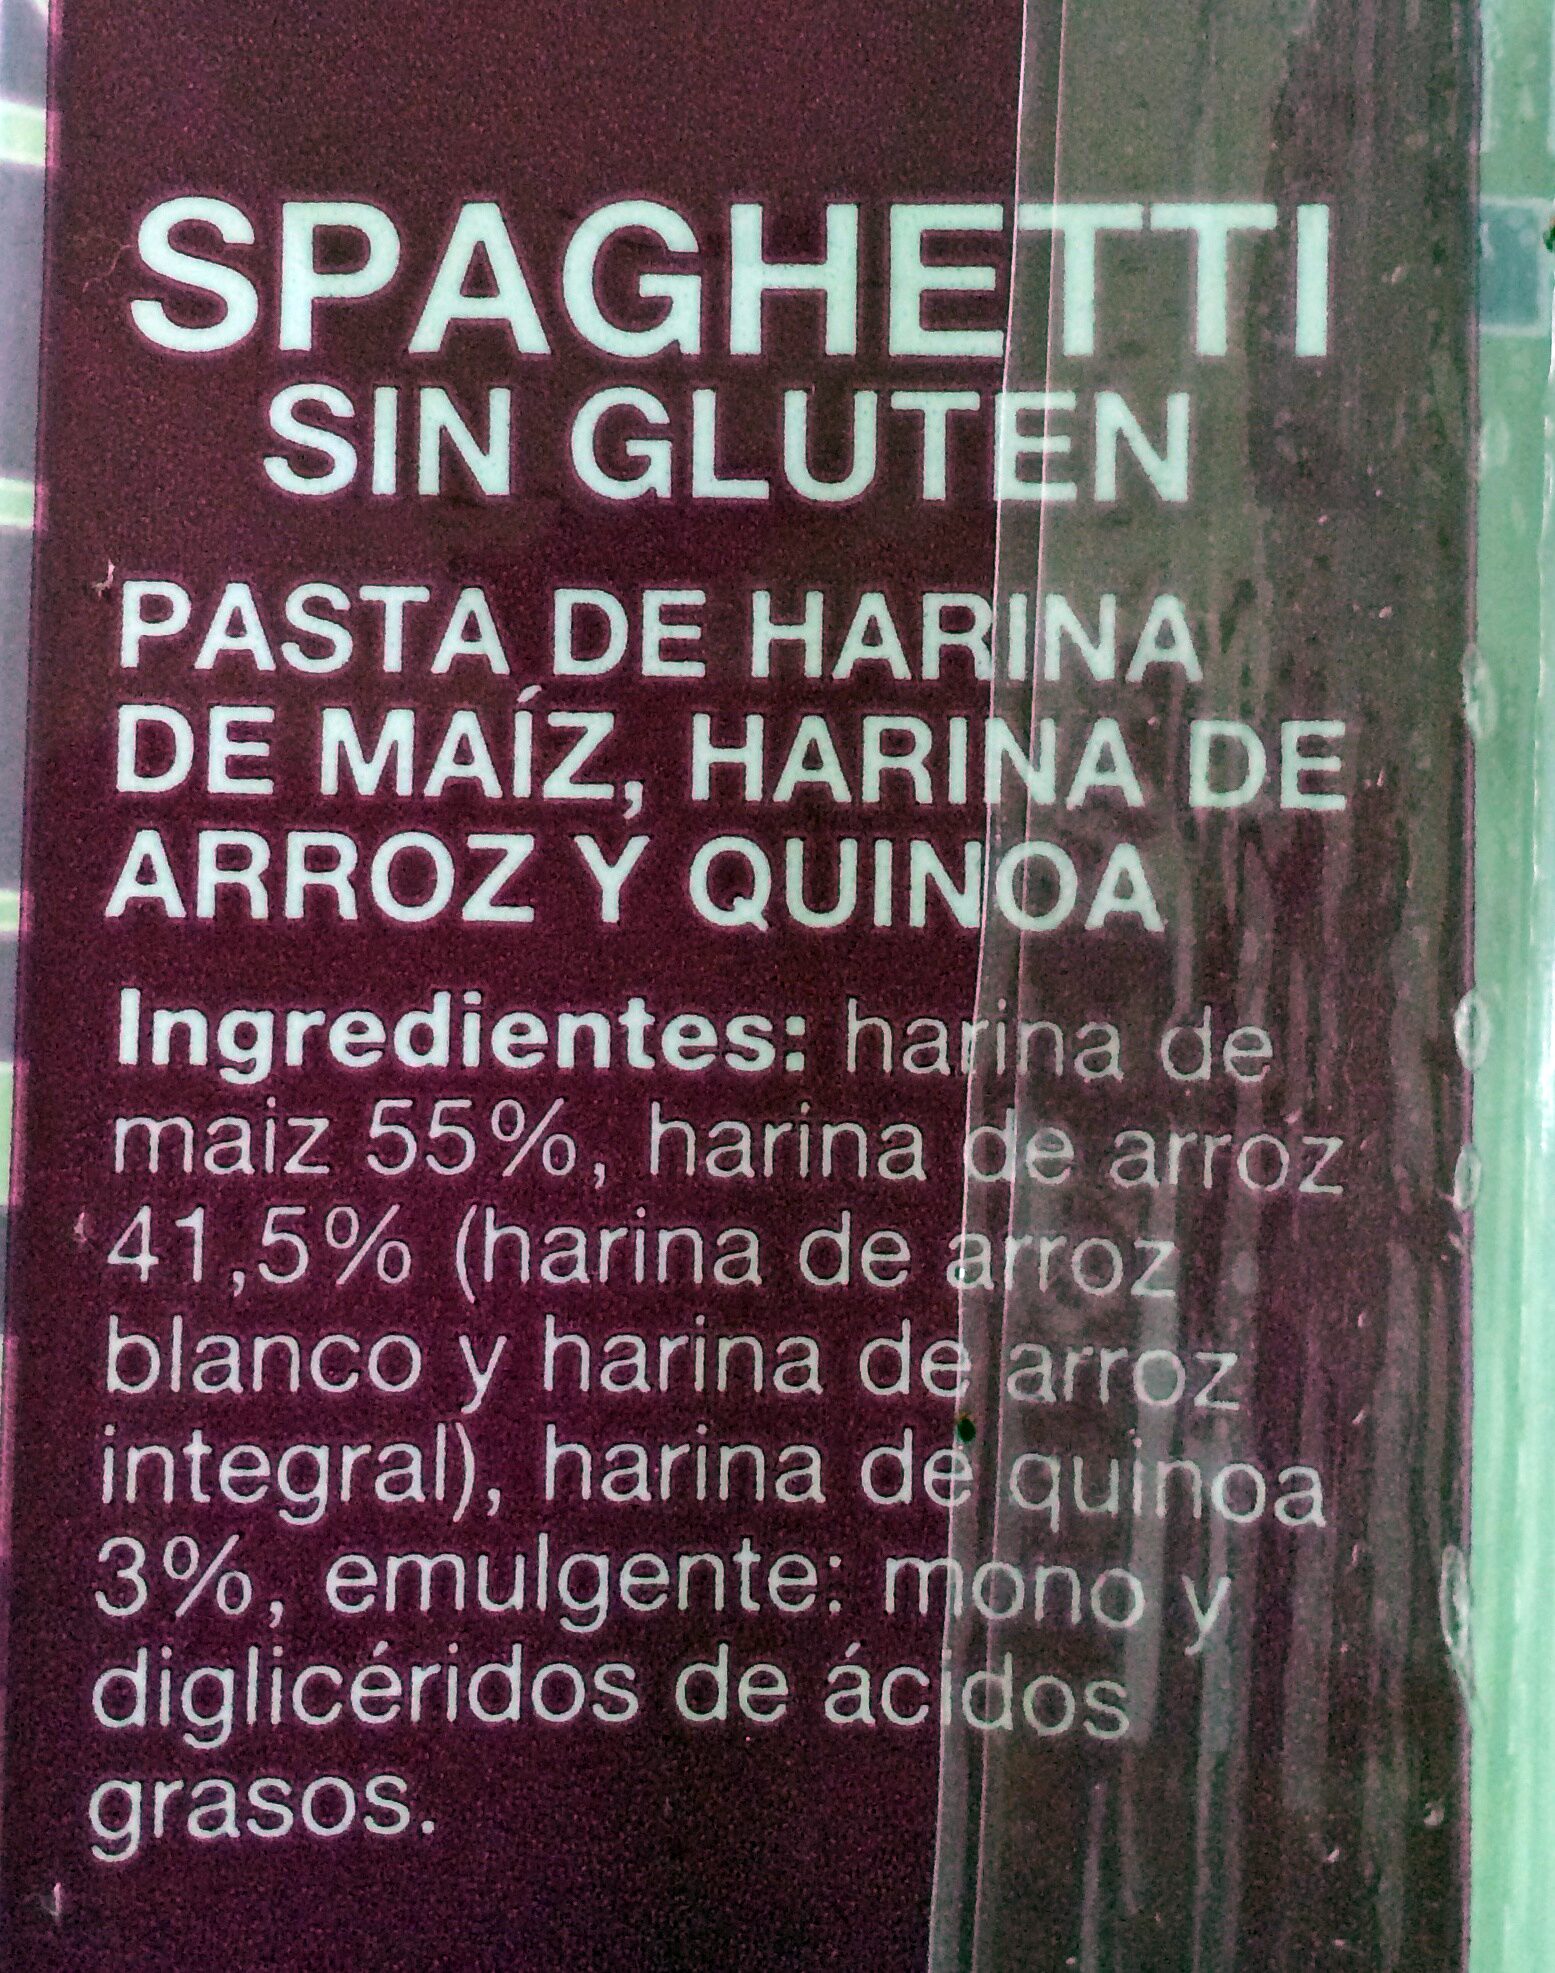 SPAGHETTI
SIN GLUTEN
PASTA DE HARINA
DE MAÍZ, HARINA DE
ARROZ Y QUINOA
Ingredientes: harina de
maiz 55%, harina de arroz
41,5% (harina de arroz
blanco y harina de arroz
integral), harina de quinoa
3%, emulgente: mono y
diglicéridos de ácidos
grasos.